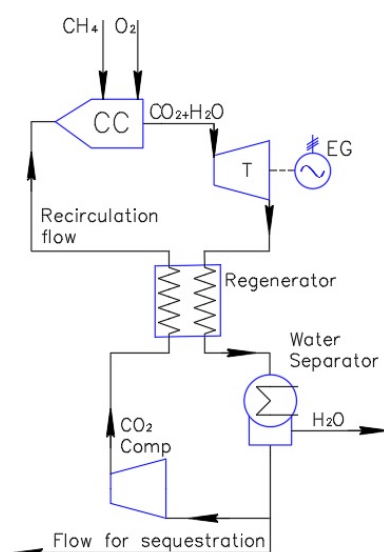 CH₄ O₂
CC
CO₂+H₂O
T
EG
Recirculation
flow
Regenerator
Water
Separator
H₂O
CO₂
Comp
Flow for sequestration